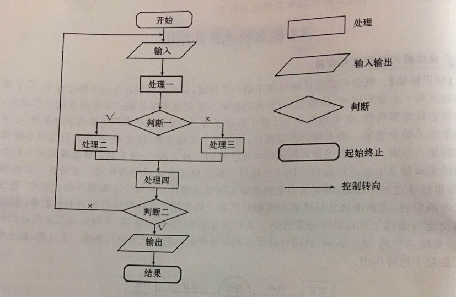 开始
输入
处理一
√
判断一
×
处理二
处理三
处理四
×
判断二
√
输出
结果
处理
输入输出
判断
起始终止
控制转向